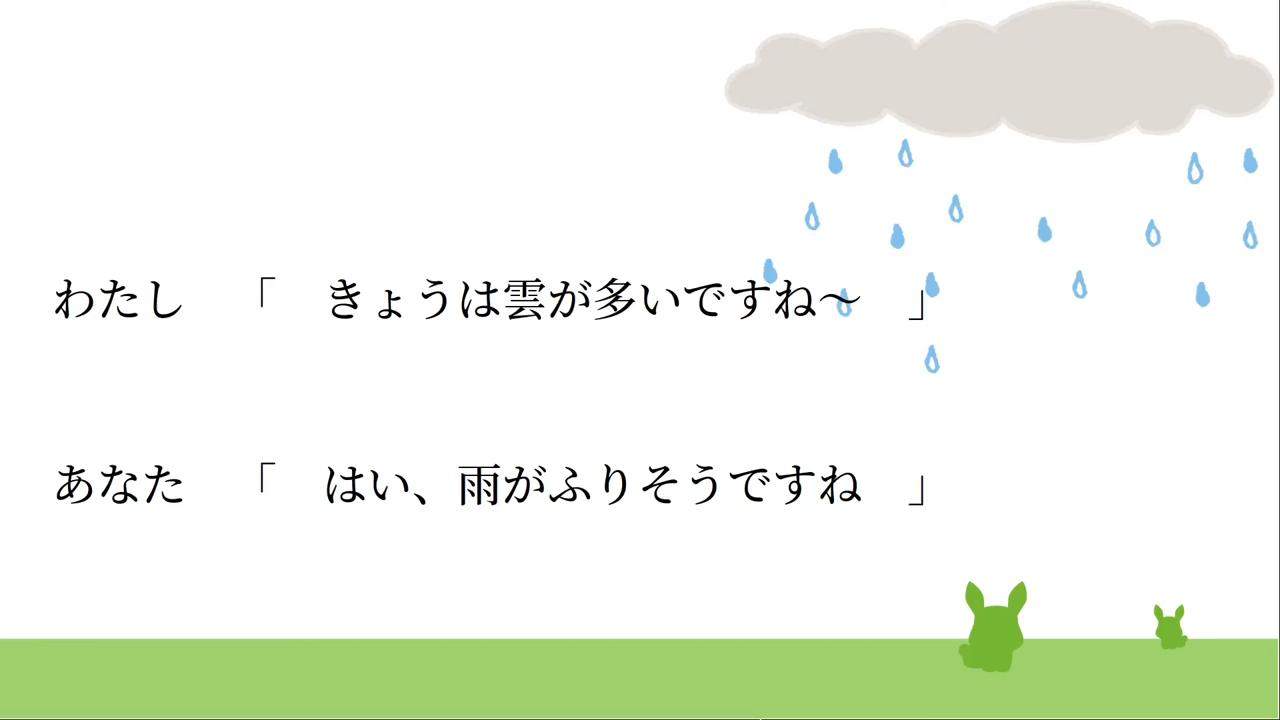 わたし　「　きょうは雲が多いですね～　」
あなた　「　はい、雨がふりそうですね　」